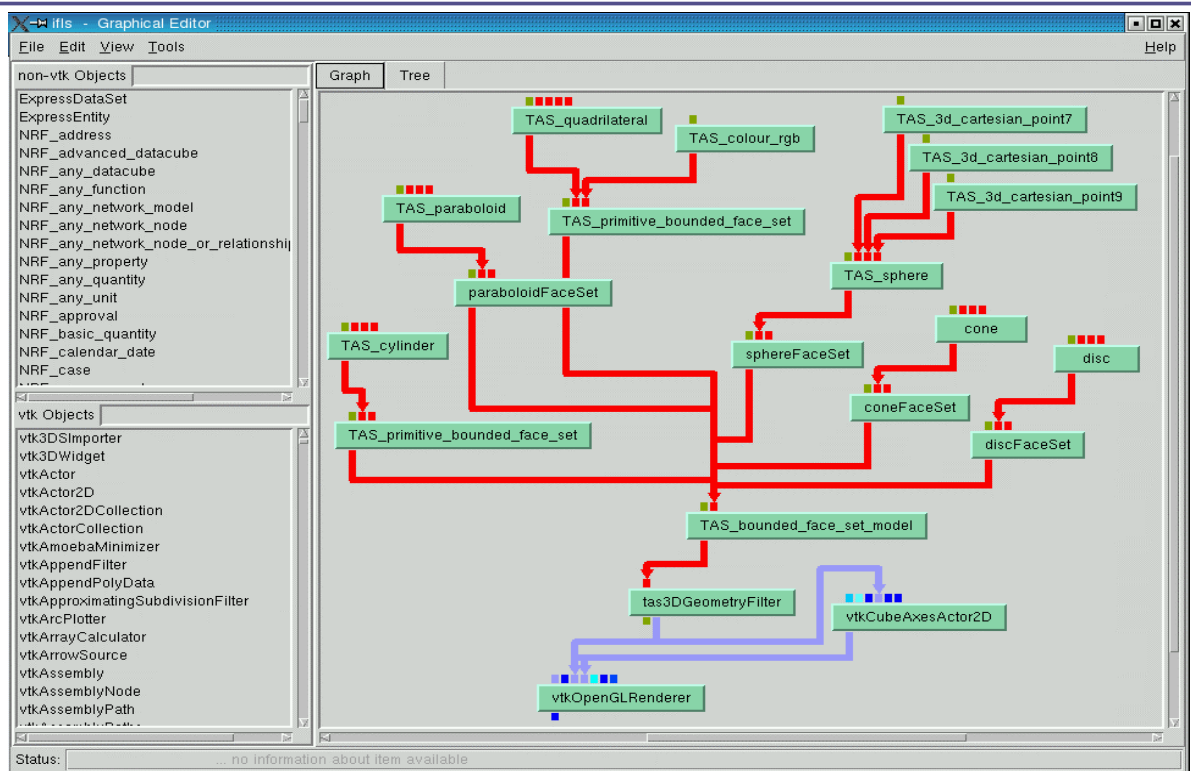 ifls - Graphical Editor
File Edit View Tools Help
non-vtk Objects
ExpressDataSet
ExpressEntity
NRF_address
NRF_advanced_datacube
NRF_any_datacube
NRF_any_function
NRF_any_network_model
NRF_any_network_node
NRF_any_network_node_or_relationshi
NRF_any_property
NRF_any_quantity
NRF_any_unit
NRF_approval
NRF_basic_quantity
NRF_calendar_date
NRF_case
vtk Objects
vtk3DSImporter
vtk3DWidget
vtkActor
vtkActor2D
vtkActor2DCollection
vtkActorCollection
vtkAmoebaMinimizer
vtkAppendFilter
vtkAppendPolyData
vtkApproximatingSubdivisionFilter
vtkArcPlotter
vtkArrayCalculator
vtkArrowSource
vtkAssembly
vtkAssemblyNode
vtkAssemblyPath
vtkAssemblyPaths
Graph Tree
TAS_quadrilateral
TAS_colour_rgb
TAS_3d_cartesian_point7
TAS_3d_cartesian_point8
TAS_3d_cartesian_point9
TAS_paraboloid
TAS_primitive_bounded_face_set
TAS_sphere
paraboloidFaceSet
cone
TAS_cylinder
sphereFaceSet
disc
coneFaceSet
TAS_primitive_bounded_face_set
discFaceSet
TAS_bounded_face_set_model
tas3DGeometryFilter
vtkCubeAxesActor2D
vtkOpenGLRenderer
Status: ... no information about item available